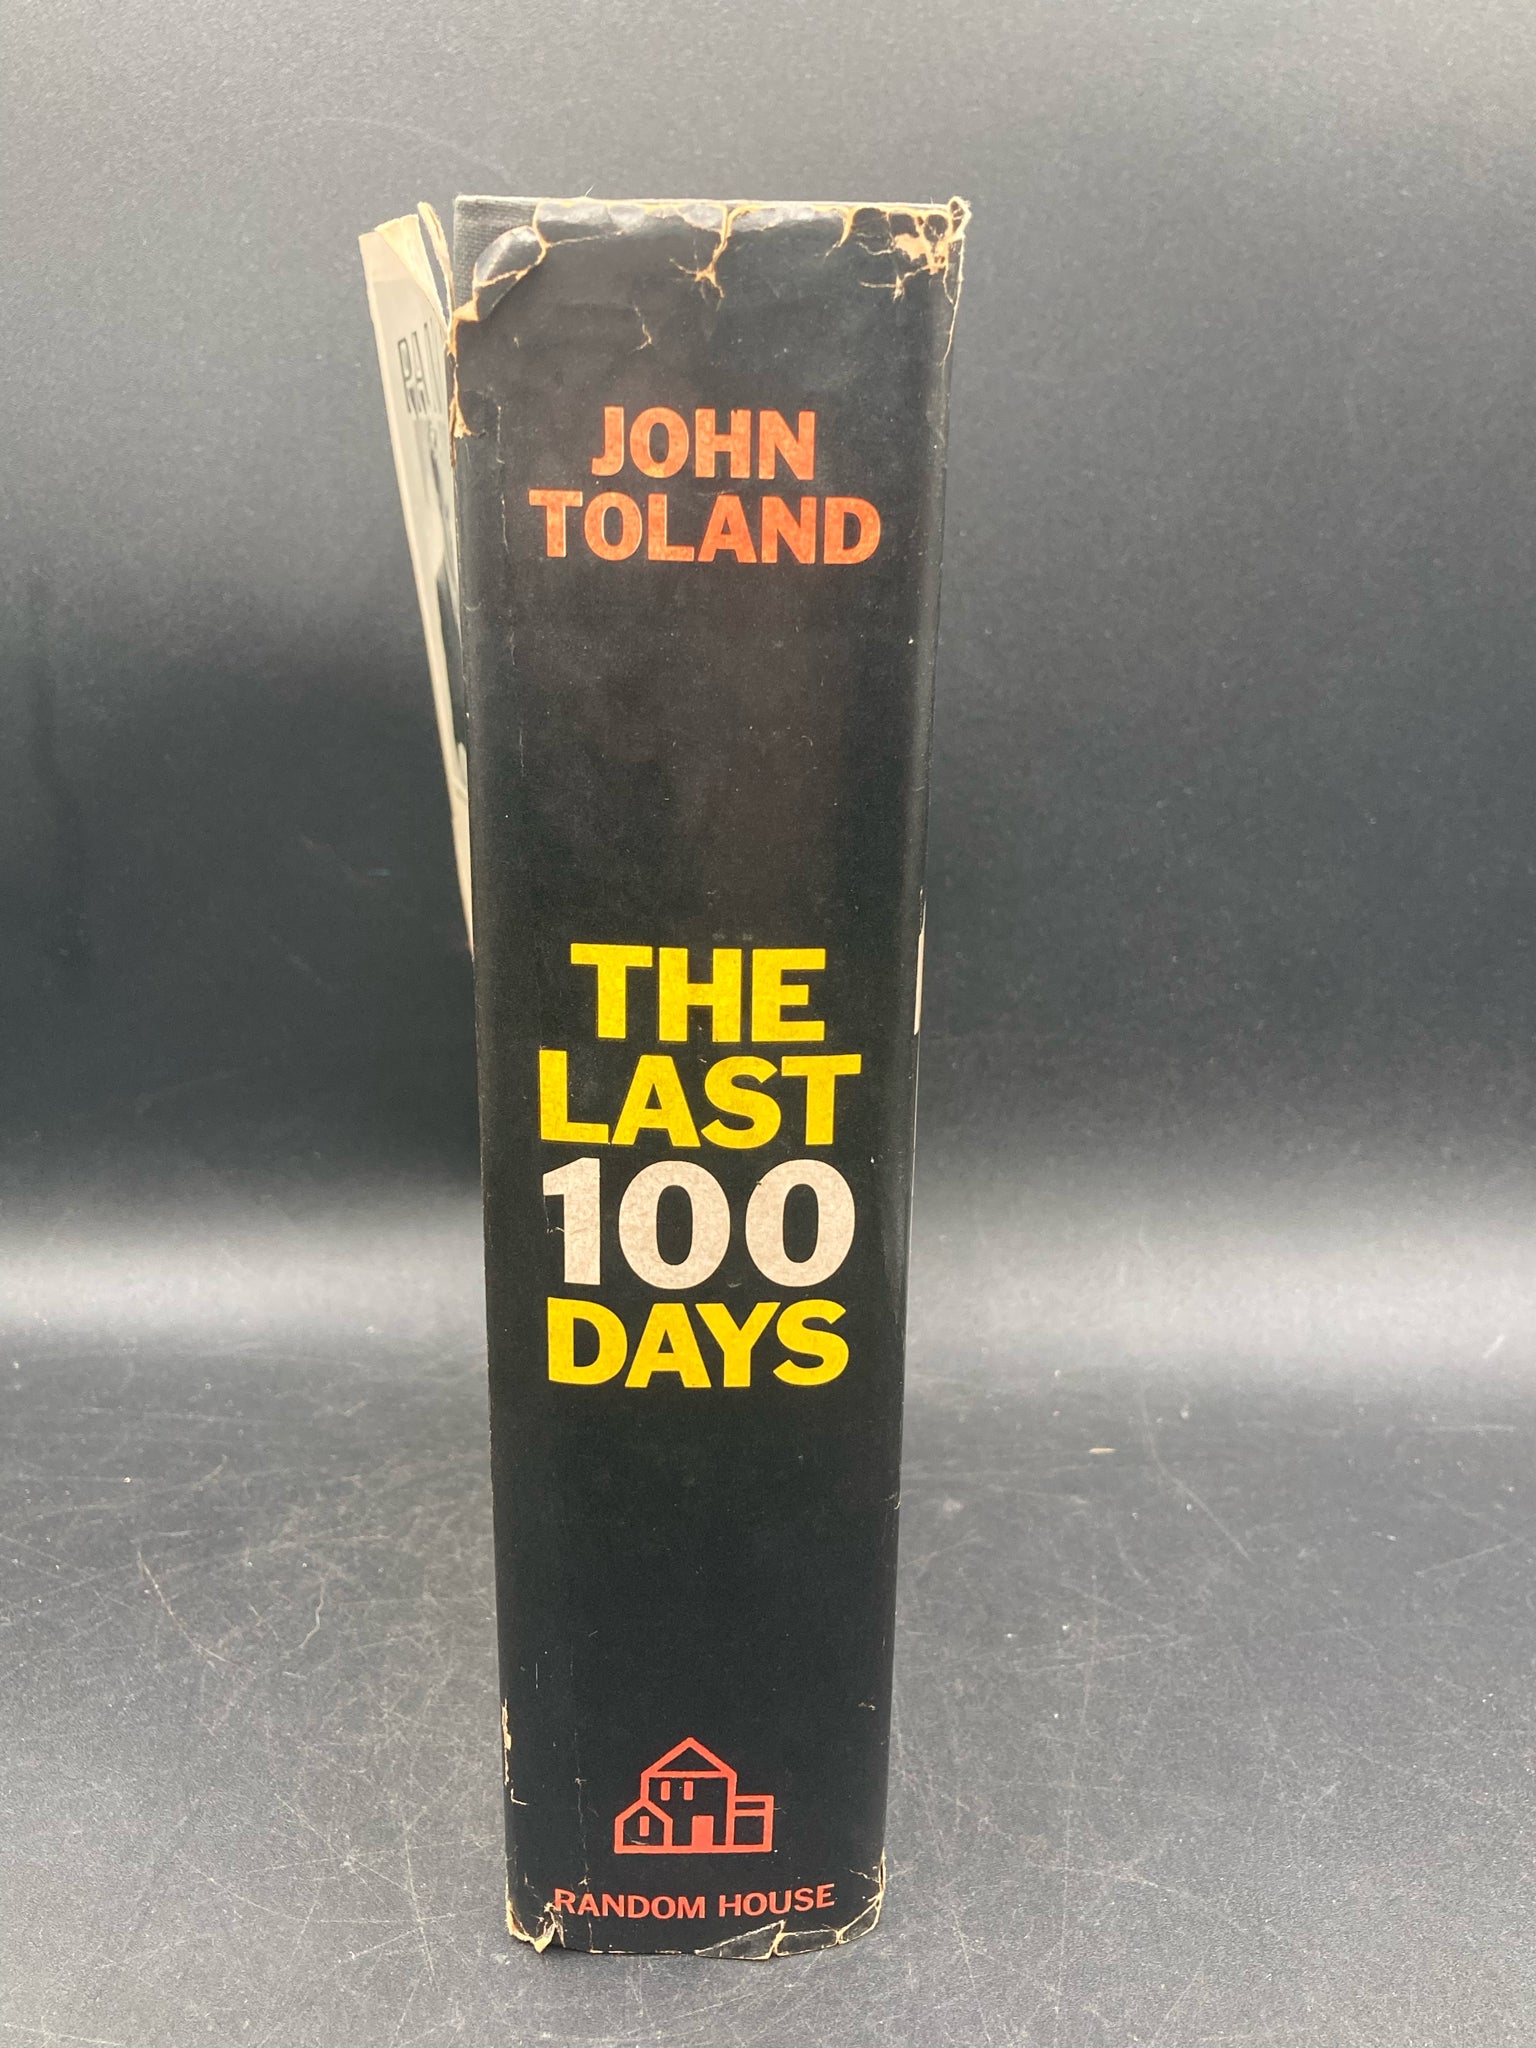 JOHN
TOLAND
THE
LAST
100
DAYS
RANDOM HOUSE